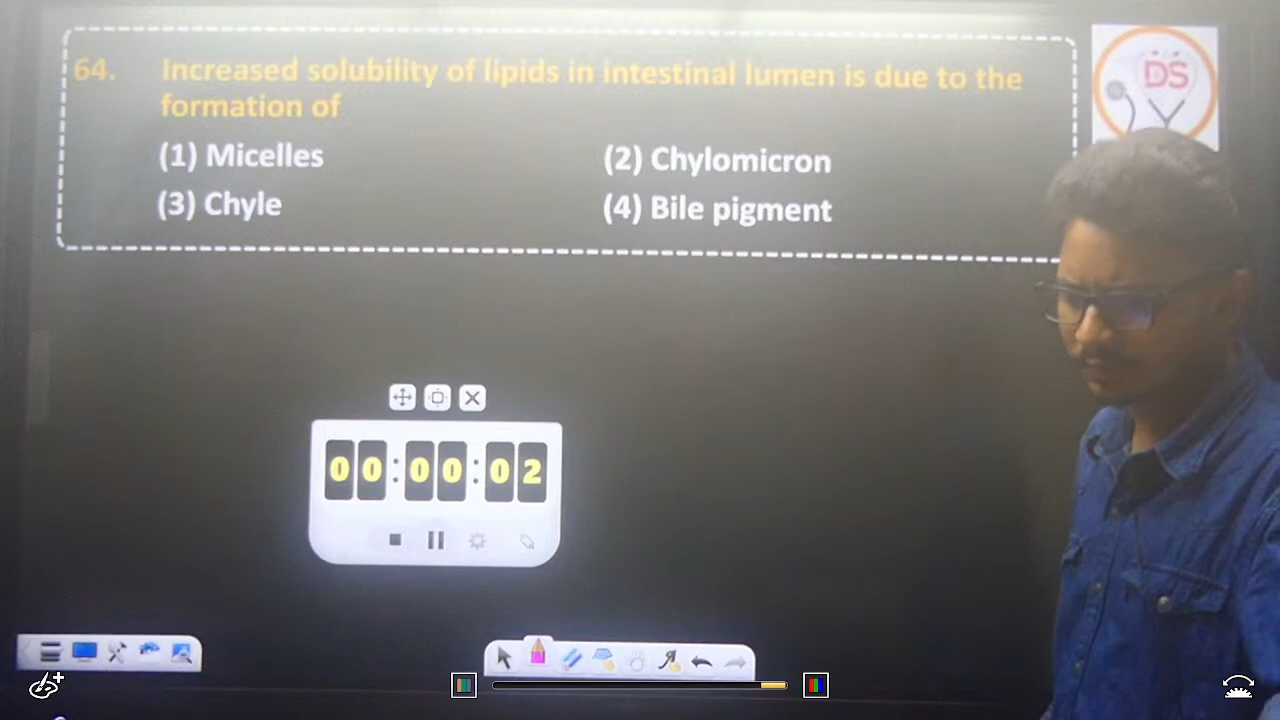 64. Increased solubility of lipids in intestinal lumen is due to the
formation of
(1) Micelles (2) Chylomicron
(3) Chyle (4) Bile pigment
DS
00:00:02